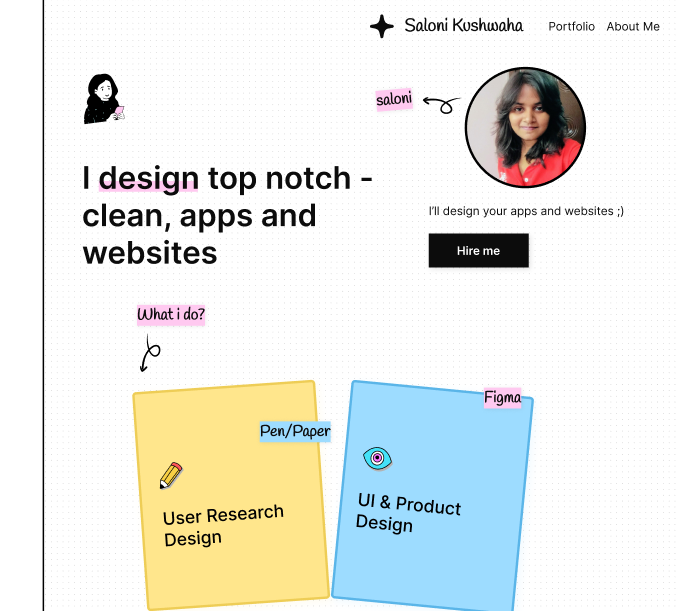 Saloni Kushwaha
Portfolio
About Me
saloni
I design top notch -
clean, apps and
websites
I'll design your apps and websites ;)
Hire me
What i do?
Pen/Paper
User Research
Design
Figma
UI & Product
Design